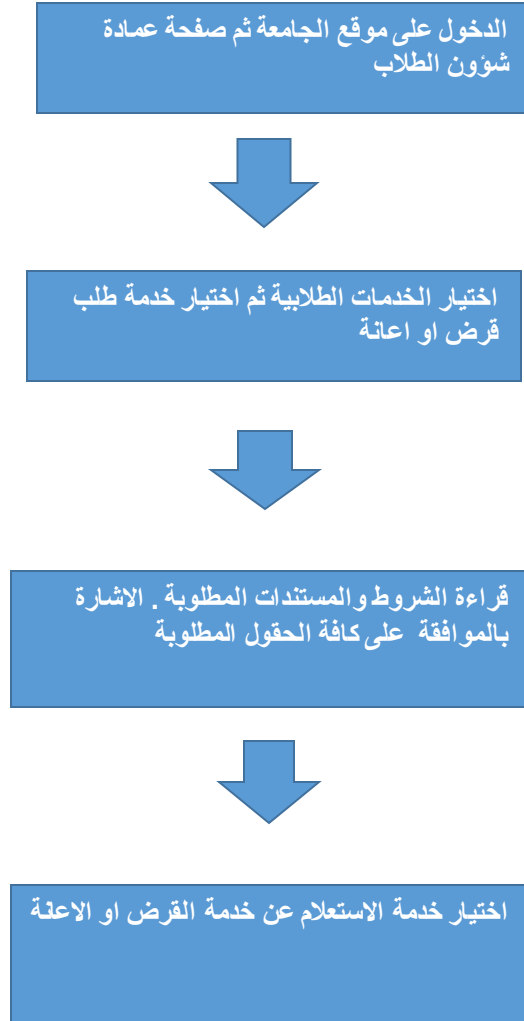 الدخول على موقع الجامعة ثم صفحة عمادة
شؤون الطلاب
اختيار الخدمات الطلابية ثم اختيار خدمة طلب
قرض او اعانة
قراءة الشروط والمستندات المطلوبة . الاشارة
بالموافقة على كافة الحقول المطلوبة
اختيار خدمة الاستعلام عن خدمة القرض او الاعانة